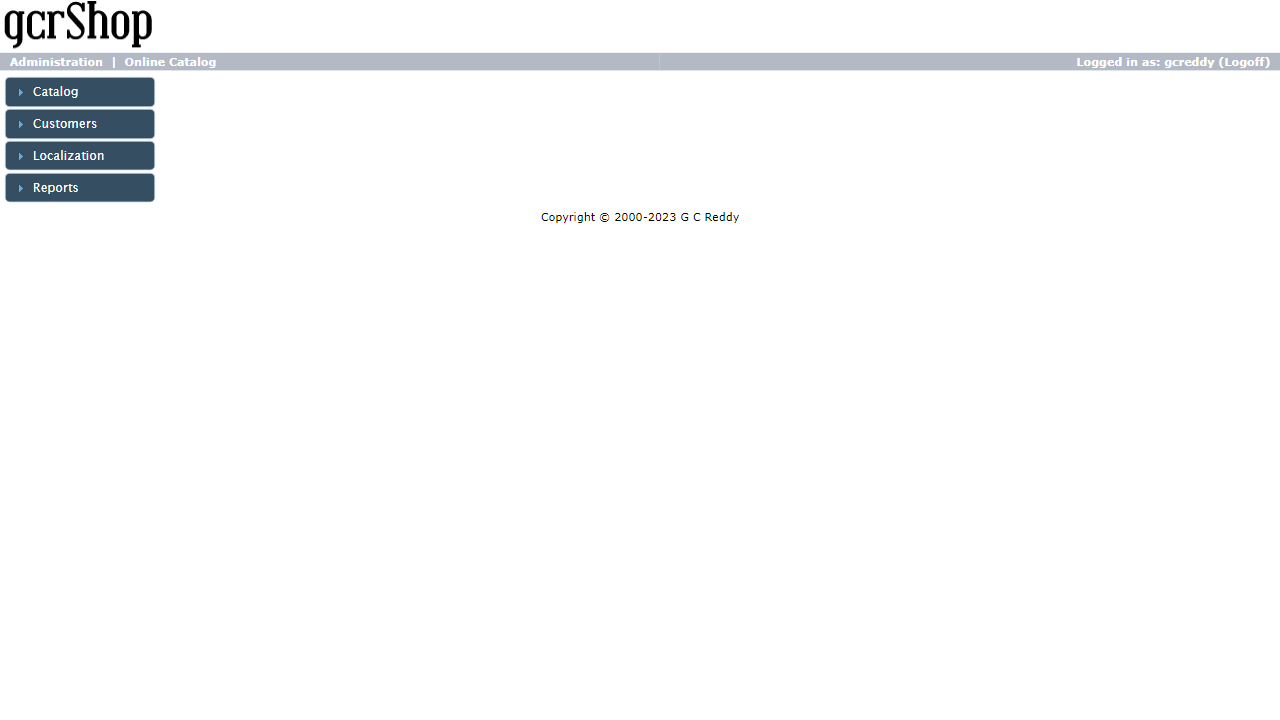 gcrShop
Administration | Online Catalog
Logged in as: gcreddy (Logoff)
Catalog
Customers
Localization
Reports
Copyright © 2000-2023 G C Reddy